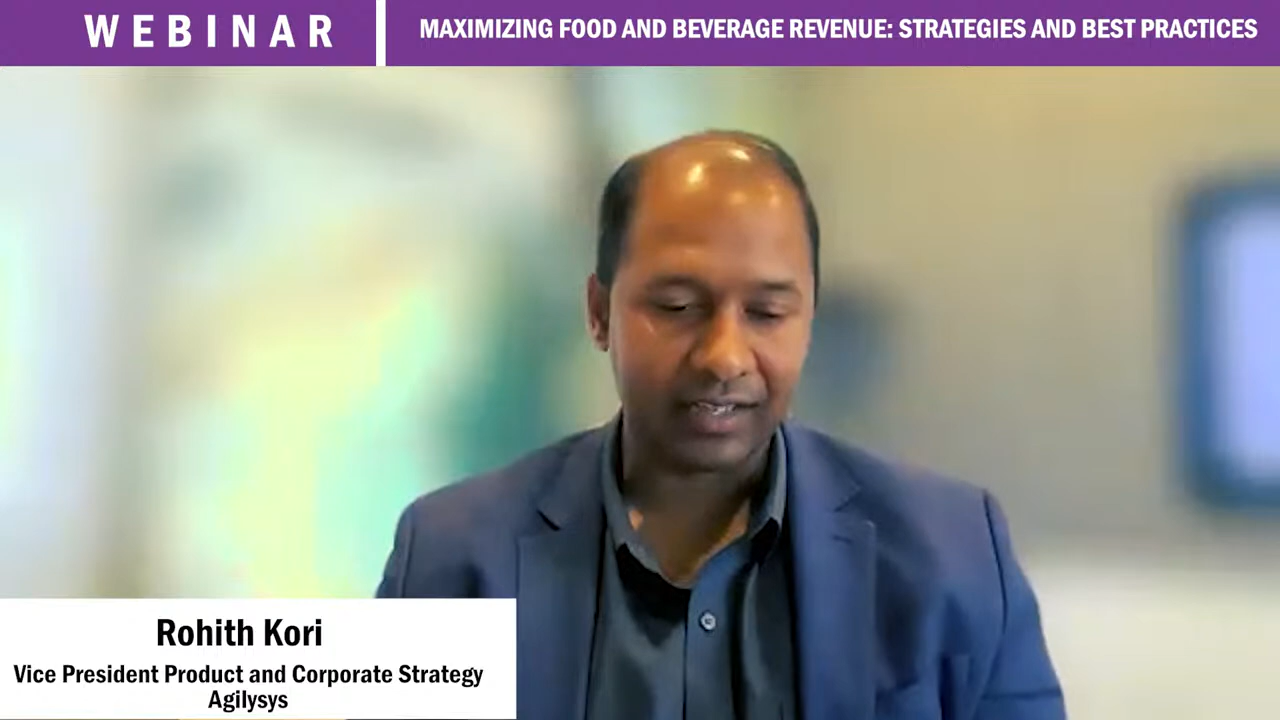 WEBINAR
MAXIMIZING FOOD AND BEVERAGE REVENUE: STRATEGIES AND BEST PRACTICES
Rohith Kori
Vice President Product and Corporate Strategy
Agilysys